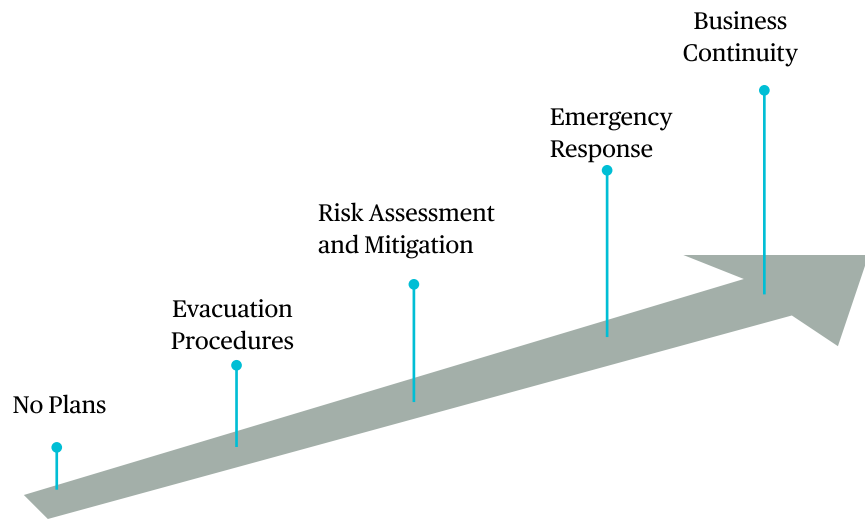 Business
Continuity
Emergency
Response
Risk Assessment
and Mitigation
Evacuation
Procedures
No Plans